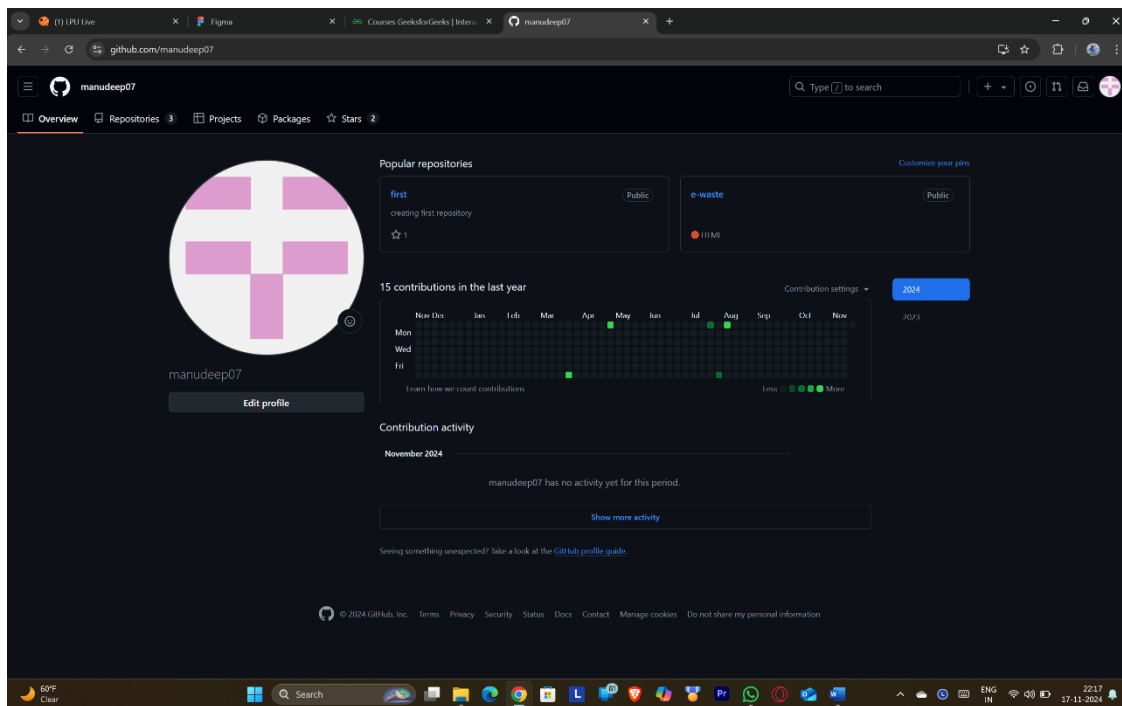 (1) LPU Live
Figma
Courses GeeksforGeeks | Intera
manudeep07
github.com/manudeep07
manudeep07
Type / to search
Overview Repositories 3 Projects Packages Stars 2
Popular repositories
Customize your pins
first
Public
creating first repository
1
e-waste
Public
15 contributions in the last year
Contribution settings
2024
2023
Nov Dec Jan Feb Mar Apr May Jun Jul Aug Sep Oct Nov
Mon
Wed
Fri
Learn how we count contributions
Less More
manudeep07
Edit profile
Contribution activity
November 2024
manudeep07 has no activity yet for this period.
Show more activity
Seeing something unexpected? Take a look at the GitHub profile guide.
© 2024 GitHub, Inc. Terms Privacy Security Status Docs Contact Manage cookies Do not share my personal information
60°F
Clear
Search
L
Pr
ENG
IN
22:17
17-11-2024